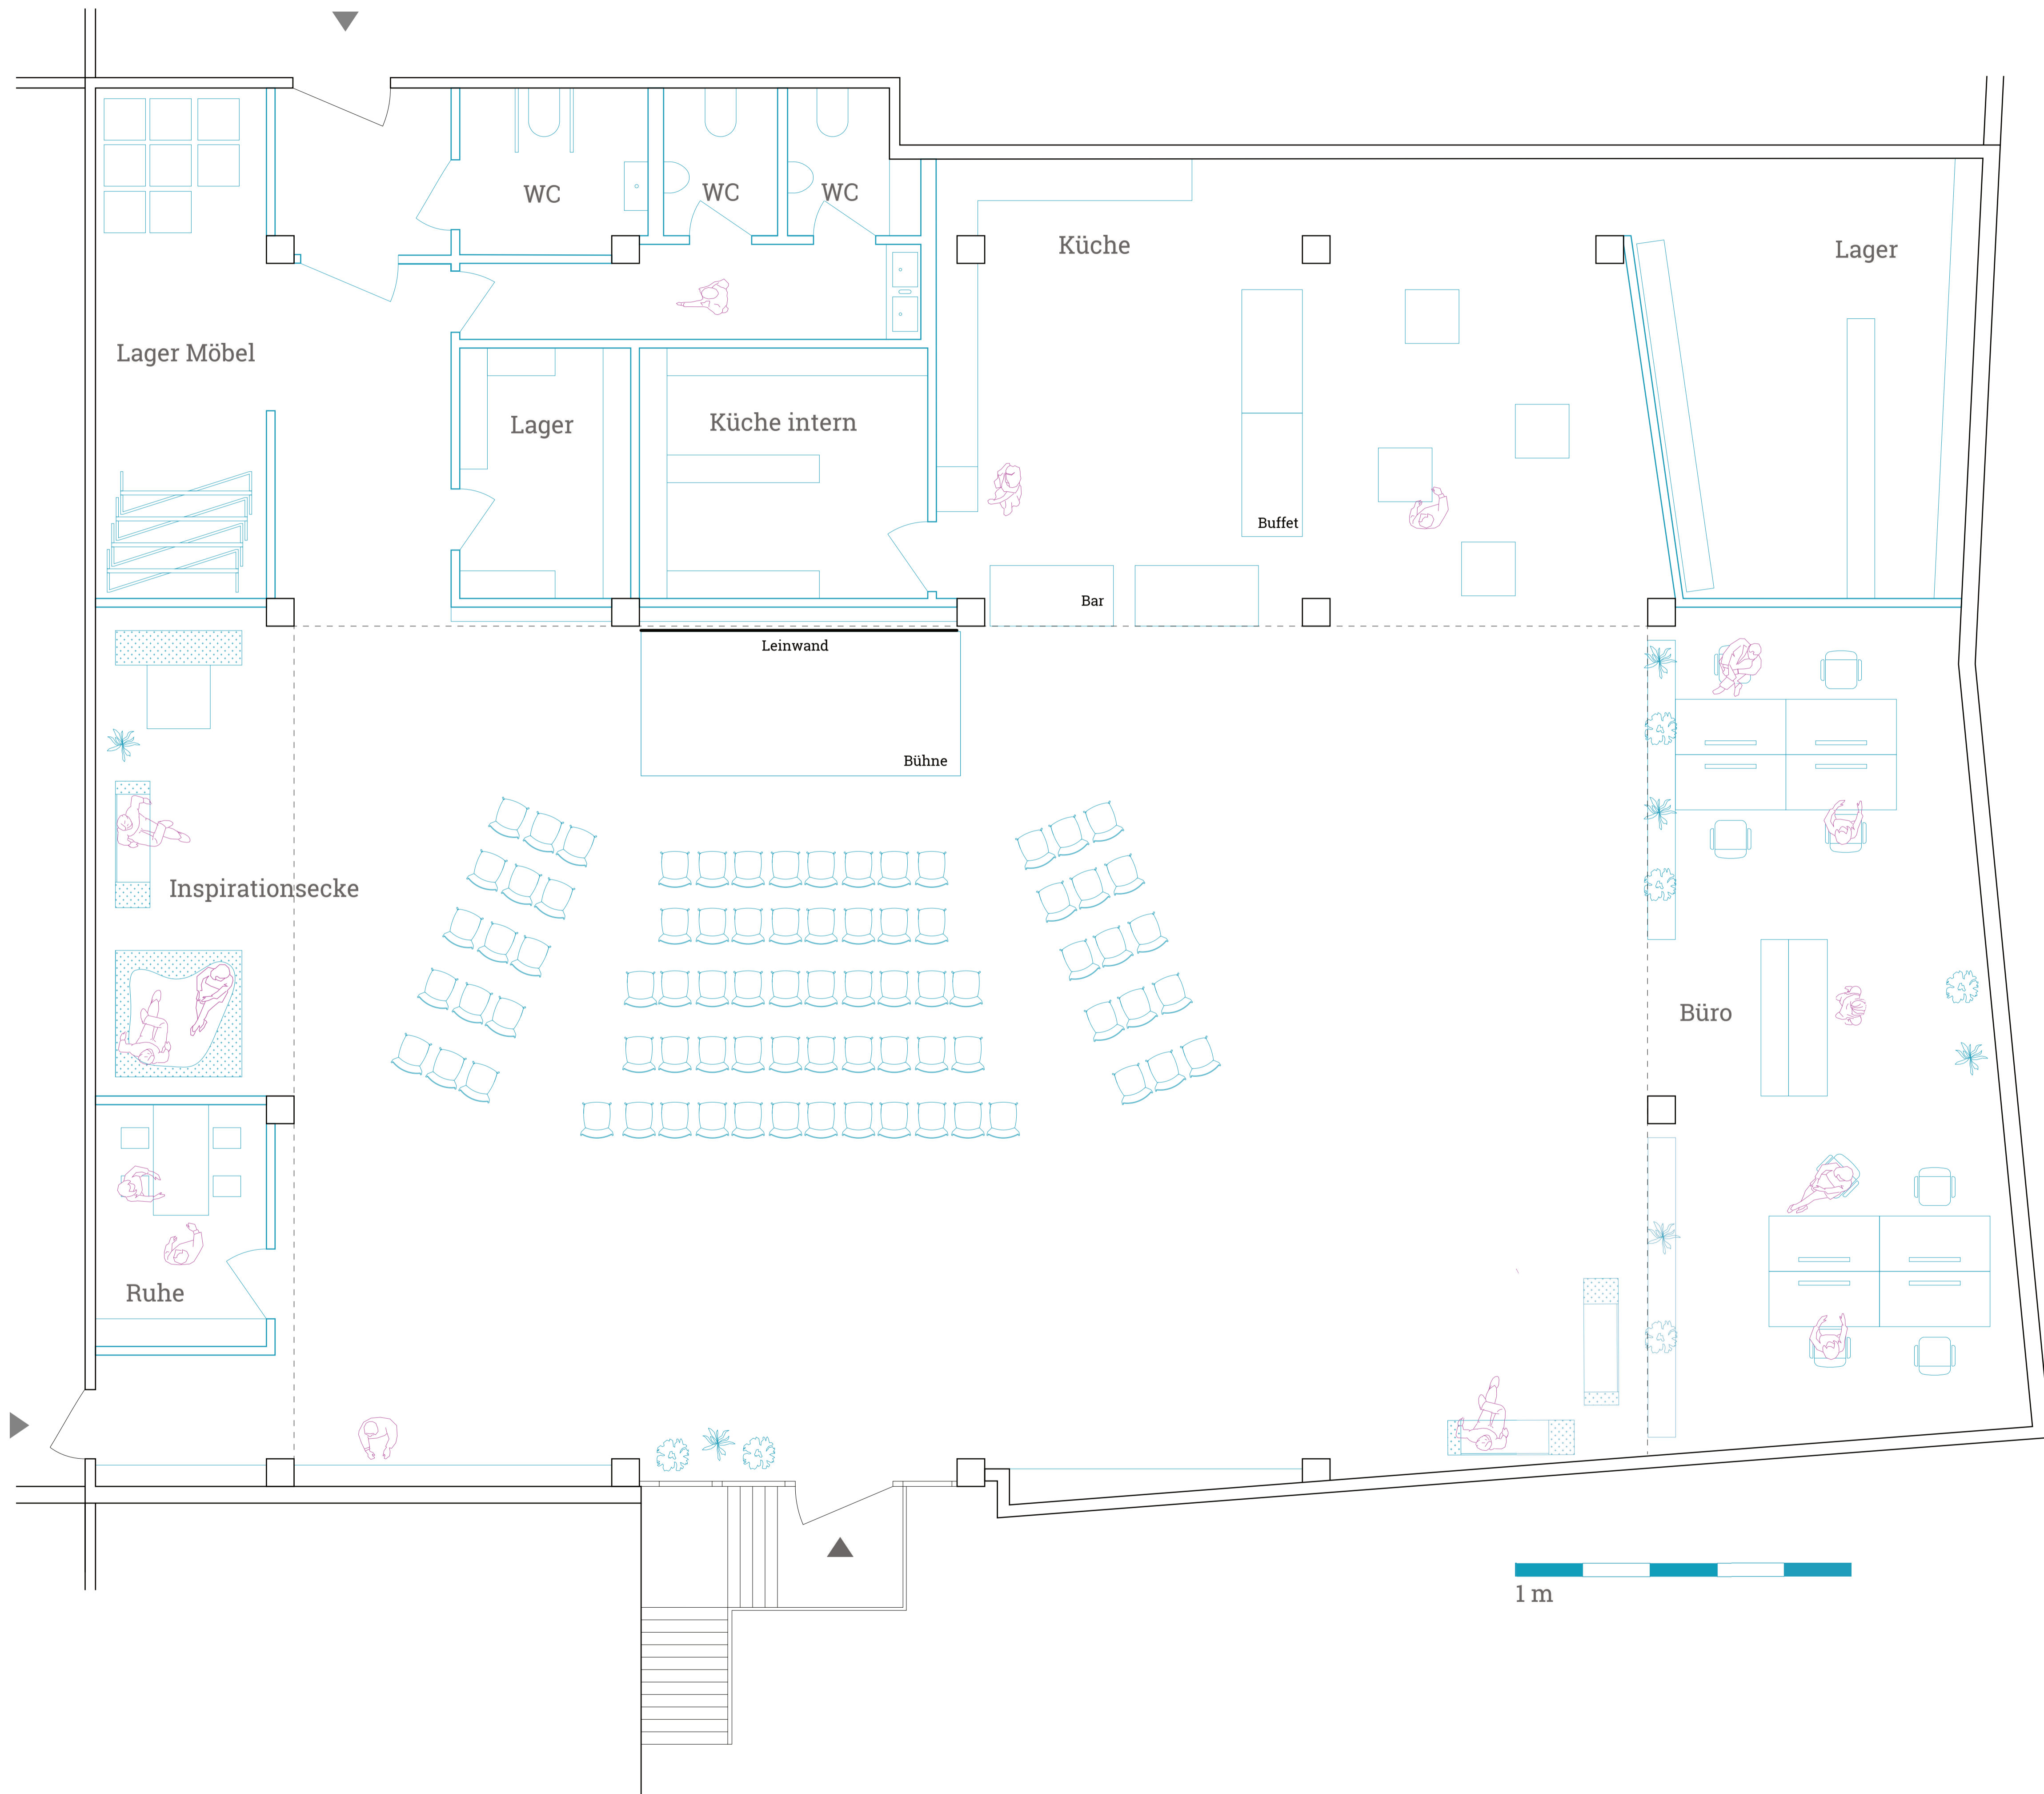 WC
WC
WC
Küche
Lager
Lager Möbel
Lager
Küche intern
Buffet
Bar
Leinwand
Bühne
Inspirationsecke
Büro
Ruhe
1 m